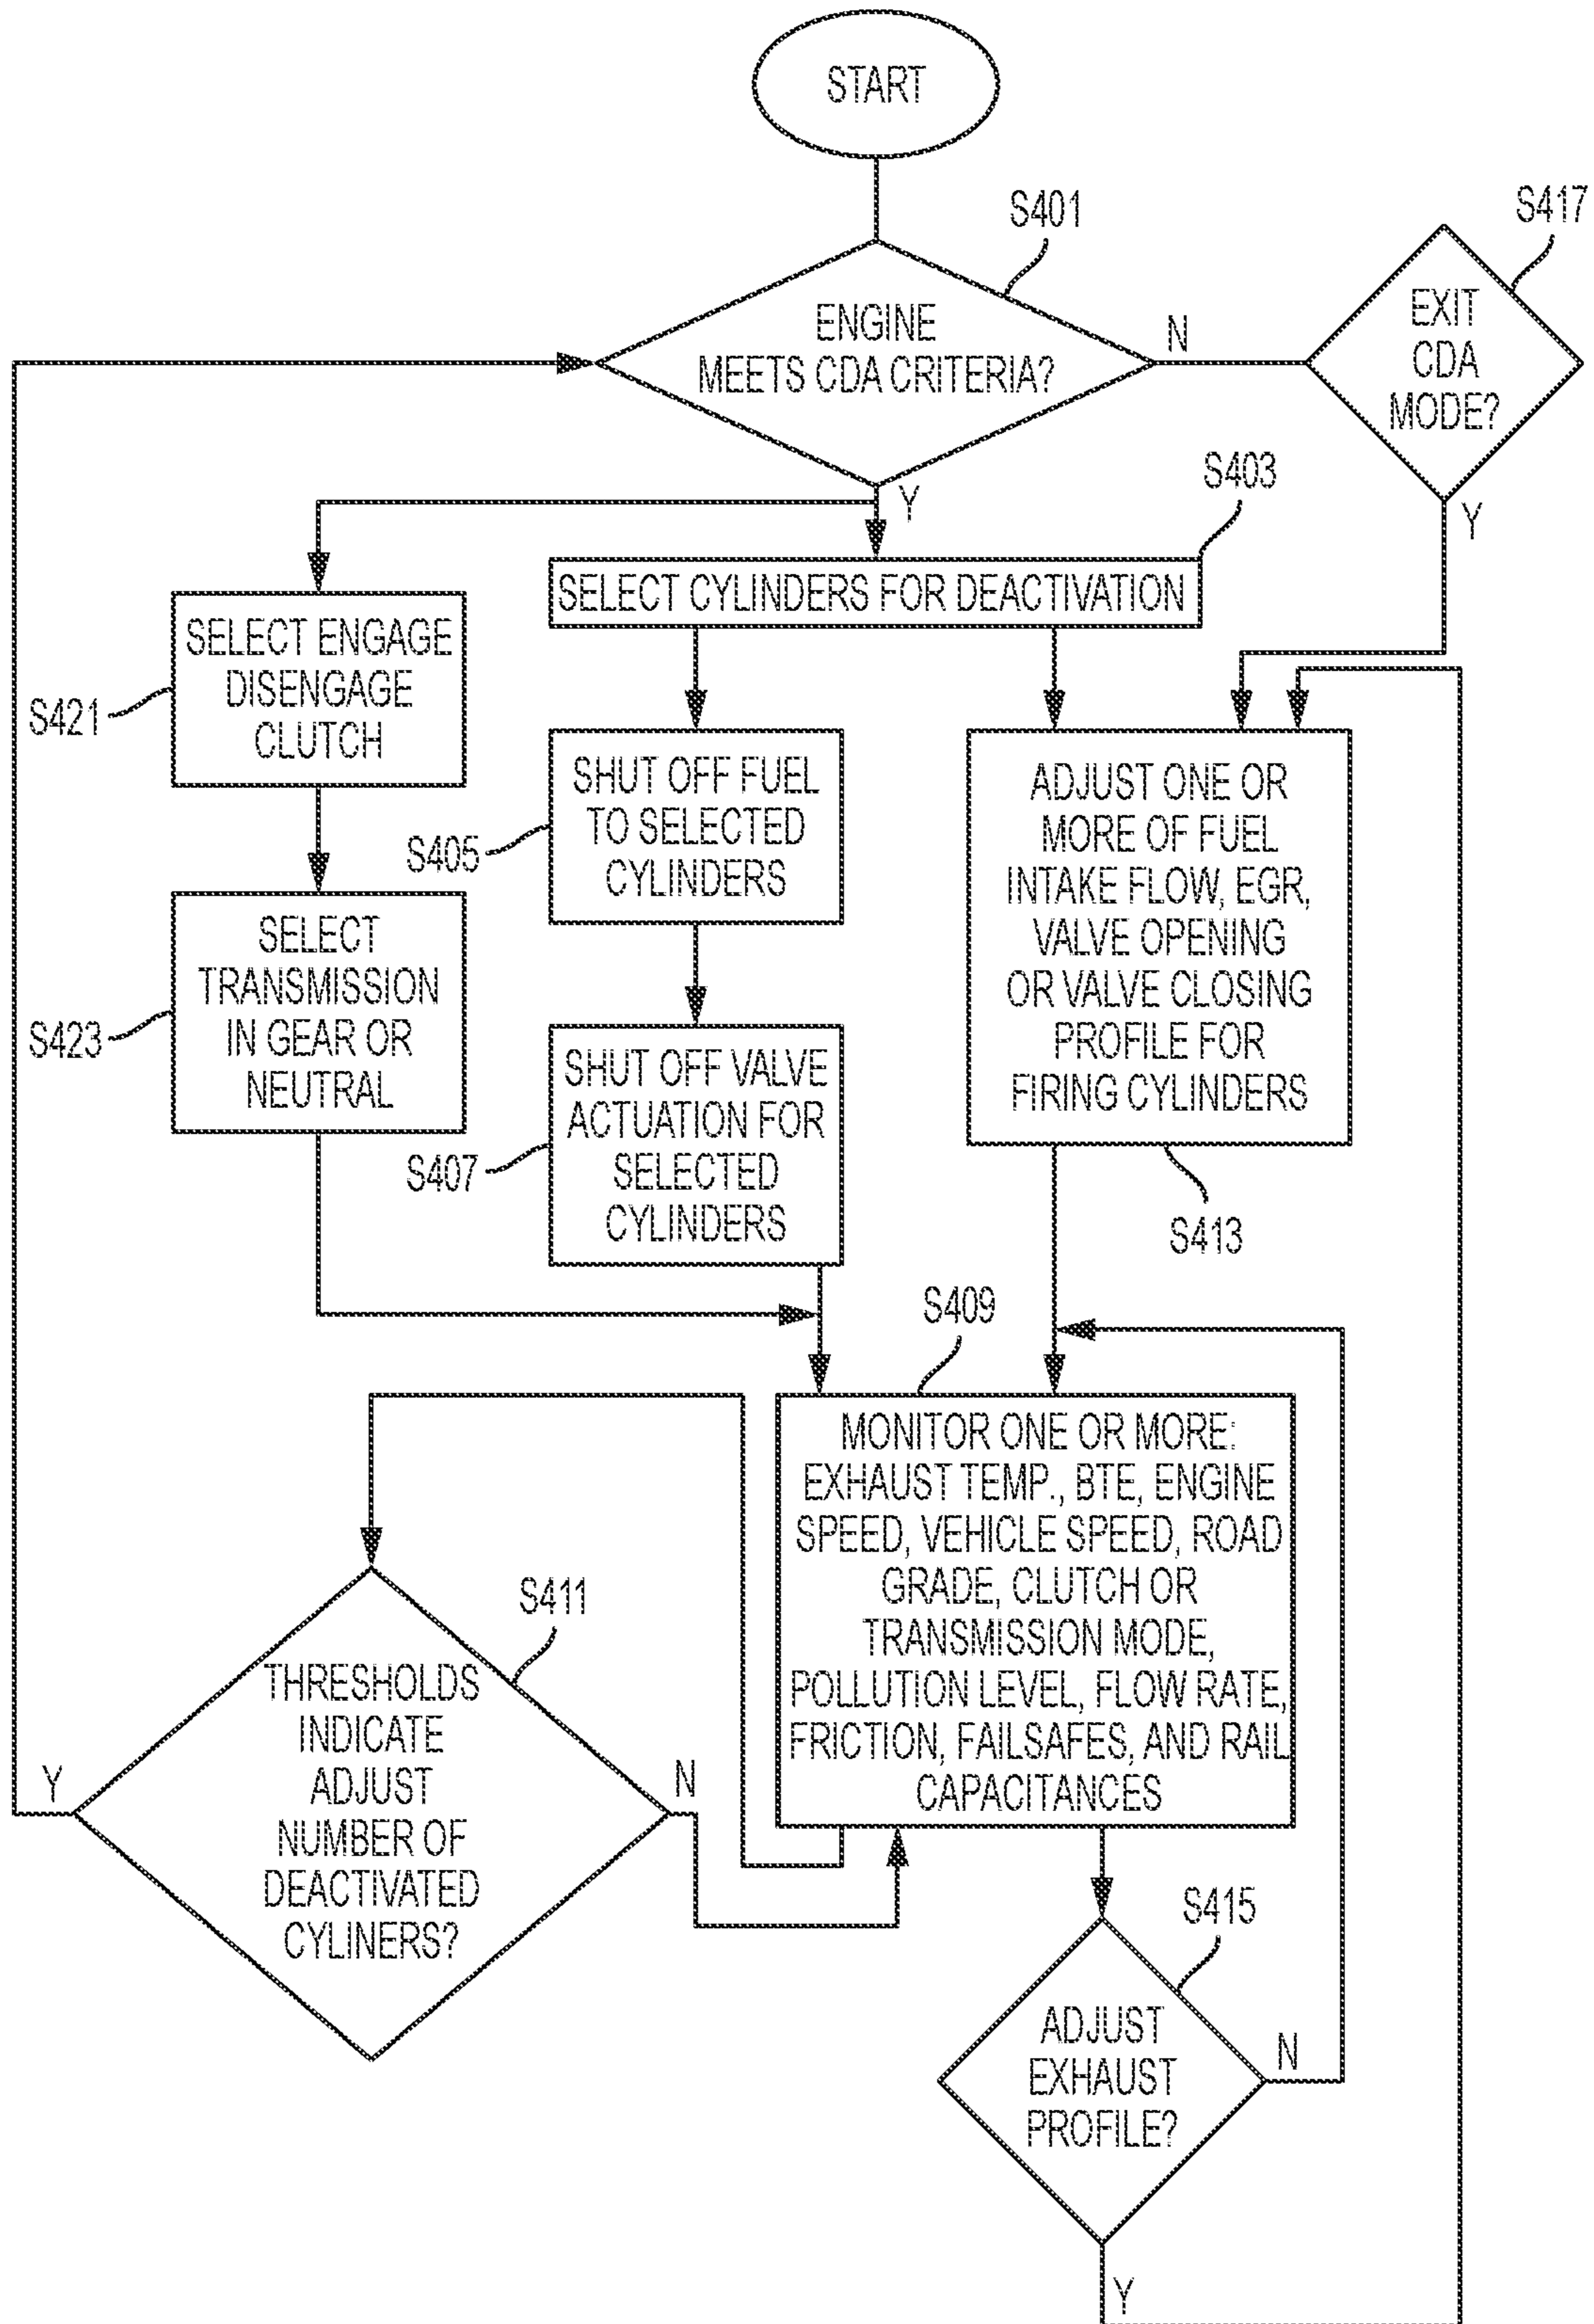 START
S401
S417
ENGINE
MEETS CDA CRITERIA?
N
EXIT
CDA
MODE?
Y
Y
S403
SELECT CYLINDERS FOR DEACTIVATION
SELECT ENGAGE
DISENGAGE
CLUTCH
S421
SHUT OFF FUEL
TO SELECTED
CYLINDERS
S405
ADJUST ONE OR
MORE OF FUEL
INTAKE FLOW, EGR,
VALVE OPENING
OR VALVE CLOSING
PROFILE FOR
FIRING CYLINDERS
S413
SELECT
TRANSMISSION
IN GEAR OR
NEUTRAL
S423
SHUT OFF VALVE
ACTUATION FOR
SELECTED
CYLINDERS
S407
S409
MONITOR ONE OR MORE:
EXHAUST TEMP., BTE, ENGINE
SPEED, VEHICLE SPEED, ROAD
GRADE, CLUTCH OR
TRANSMISSION MODE,
POLLUTION LEVEL, FLOW RATE,
FRICTION, FAILSAFES, AND RAIL
CAPACITANCES
S411
THRESHOLDS
INDICATE
ADJUST
NUMBER OF
DEACTIVATED
CYLINERS?
Y
N
S415
ADJUST
EXHAUST
PROFILE?
N
Y